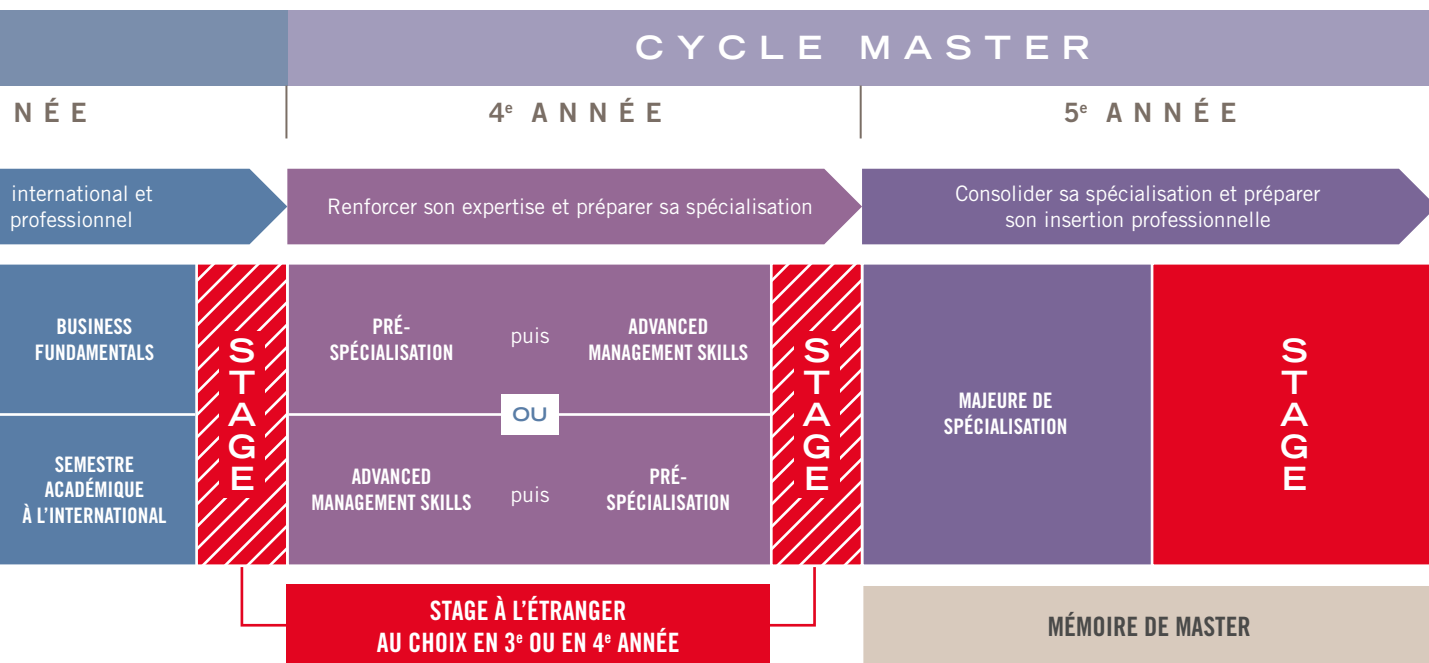 CYCLE MASTER
NÉE
4e ANNÉE
5e ANNÉE
international et
professionnel
Renforcer son expertise et préparer sa spécialisation
Consolider sa spécialisation et préparer
son insertion professionnelle
BUSINESS
FUNDAMENTALS
SEMESTRE
ACADÉMIQUE
À L'INTERNATIONAL
STAGE
PRÉ-
SPÉCIALISATION
puis
ADVANCED
MANAGEMENT SKILLS
OU
ADVANCED
MANAGEMENT SKILLS
puis
PRÉ-
SPÉCIALISATION
STAGE
MAJEURE DE
SPÉCIALISATION
STAGE
STAGE À L'ÉTRANGER
AU CHOIX EN 3e OU EN 4e ANNÉE
MÉMOIRE DE MASTER